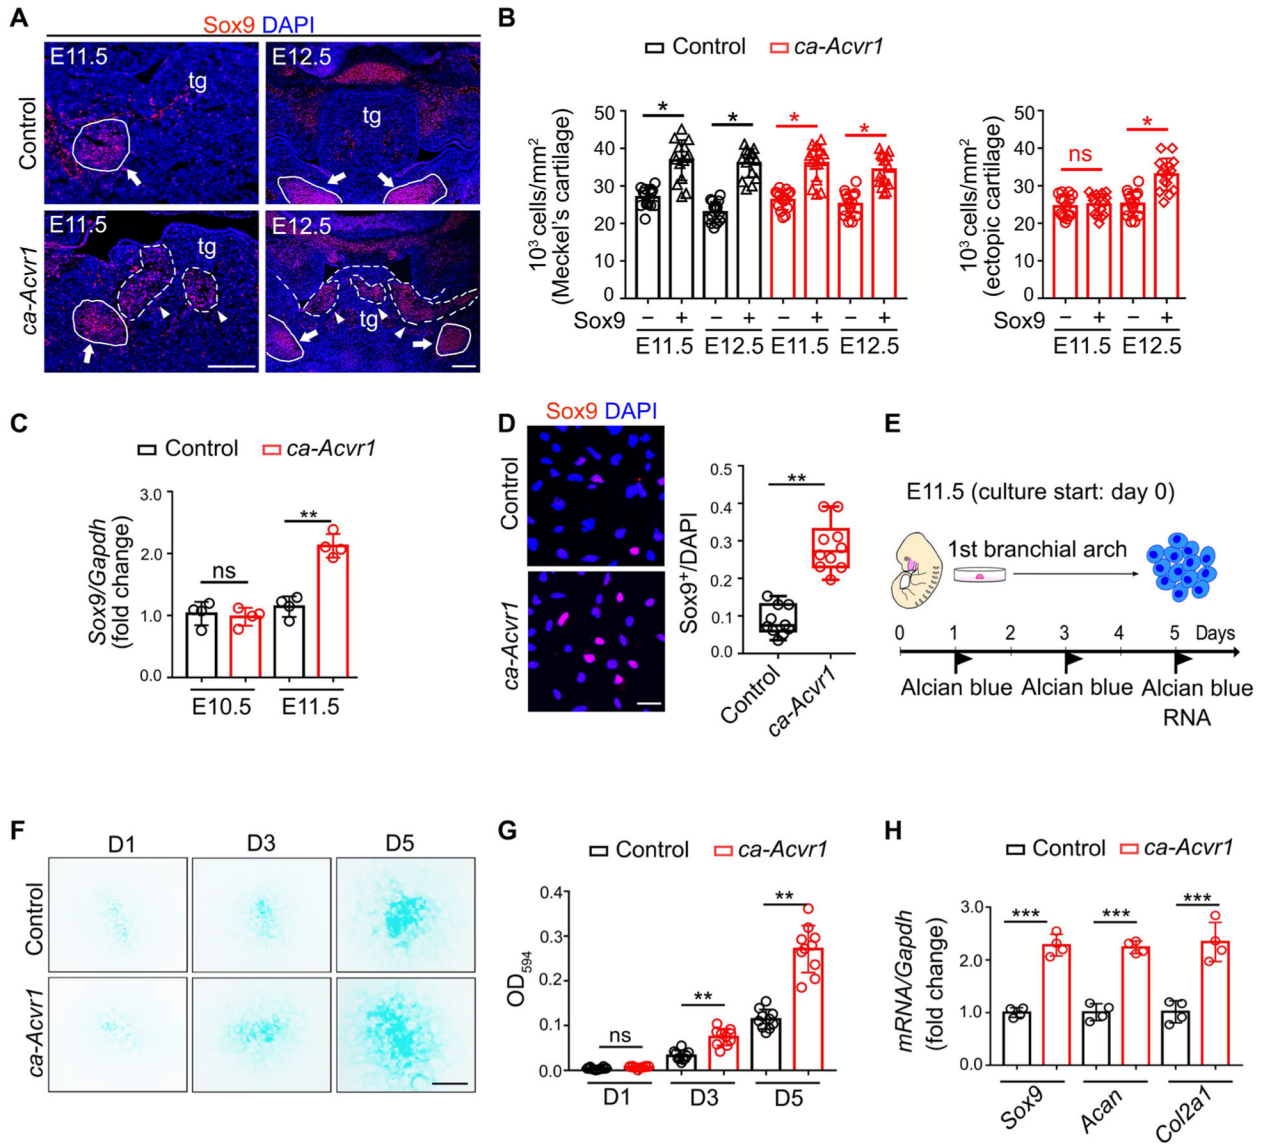 A
Sox9 DAPI
E11.5
tg
E12.5
tg
Control
E11.5
tg
E12.5
tg
ca-Acvr1
B
Control ca-Acvr1
10³ cells/mm²
(Meckel's cartilage)
50
40
30
20
10
0
* * * *
Sox9 − + − + − + − +
E11.5 E12.5 E11.5 E12.5
10³ cells/mm²
(ectopic cartilage)
50
40
30
20
10
0
ns *
Sox9 − + − +
E11.5 E12.5
C
Control ca-Acvr1
Sox9/Gapdh
(fold change)
3.0
2.0
1.0
0.0
ns **
E10.5 E11.5
D
Sox9 DAPI
Control
ca-Acvr1
Sox9⁺/DAPI
0.5
0.4
0.3
0.2
0.1
0.0
**
Control
ca-Acvr1
E
E11.5 (culture start: day 0)
1st branchial arch
0 1 2 3 4 5 Days
Alcian blue Alcian blue Alcian blue
RNA
F
D1 D3 D5
Control
ca-Acvr1
G
Control ca-Acvr1
OD₅₉₄
0.4
0.3
0.2
0.1
0.0
ns ** **
D1 D3 D5
H
Control ca-Acvr1
mRNA/Gapdh
(fold change)
3.0
2.0
1.0
0.0
*** *** ***
Sox9 Acan Col2a1